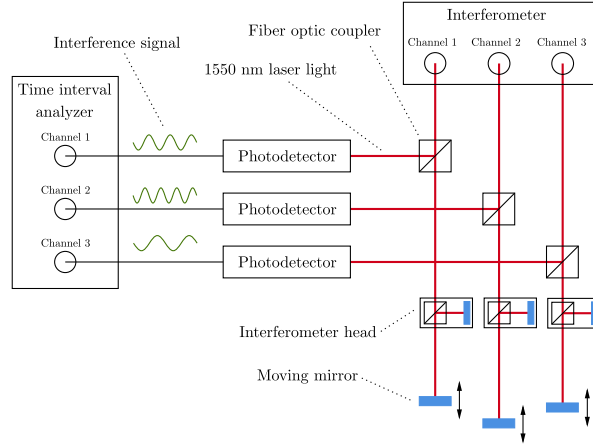 Interferometer
Fiber optic coupler
Interference signal
Channel 1 Channel 2 Channel 3
1550 nm laser light
Time interval
analyzer
Channel 1
Photodetector
Channel 2
Photodetector
Channel 3
Photodetector
Interferometer head
Moving mirror